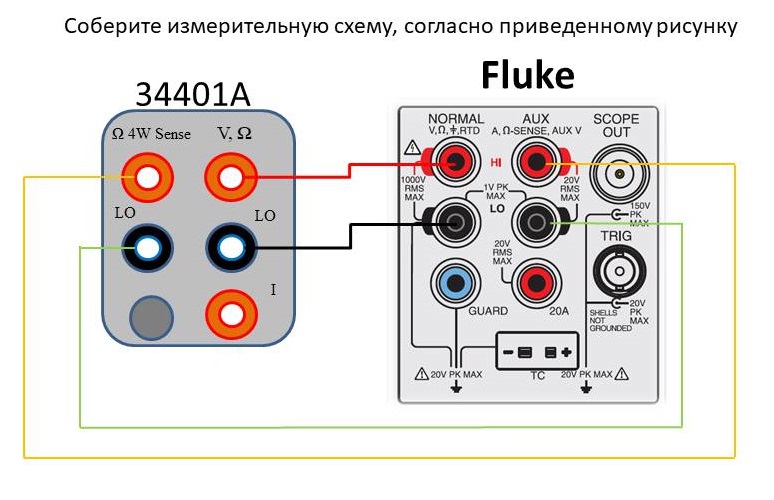 Соберите измерительную схему, согласно приведенному рисунку
Fluke
34401A
Ω 4W Sense
V, Ω
LO
LO
I
NORMAL
V,Ω,⏚,RTD
AUX
A, Ω-SENSE, AUX V
SCOPE
OUT
HI
1000V
RMS
MAX
1V PK
MAX
LO
20V
RMS
MAX
150V
PK
MAX
TRIG
20V
RMS
MAX
GUARD
20A
SHELLS
NOT
GROUNDED
20V
PK
MAX
- +
TC
20V PK MAX
20V PK MAX